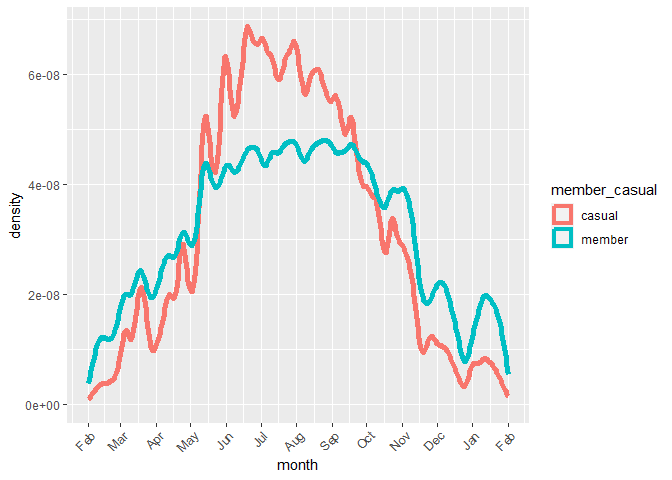 6e-08
4e-08
2e-08
0e+00
density
Feb Mar Apr May Jun Jul Aug Sep Oct Nov Dec Jan Feb
month
member_casual
casual
member